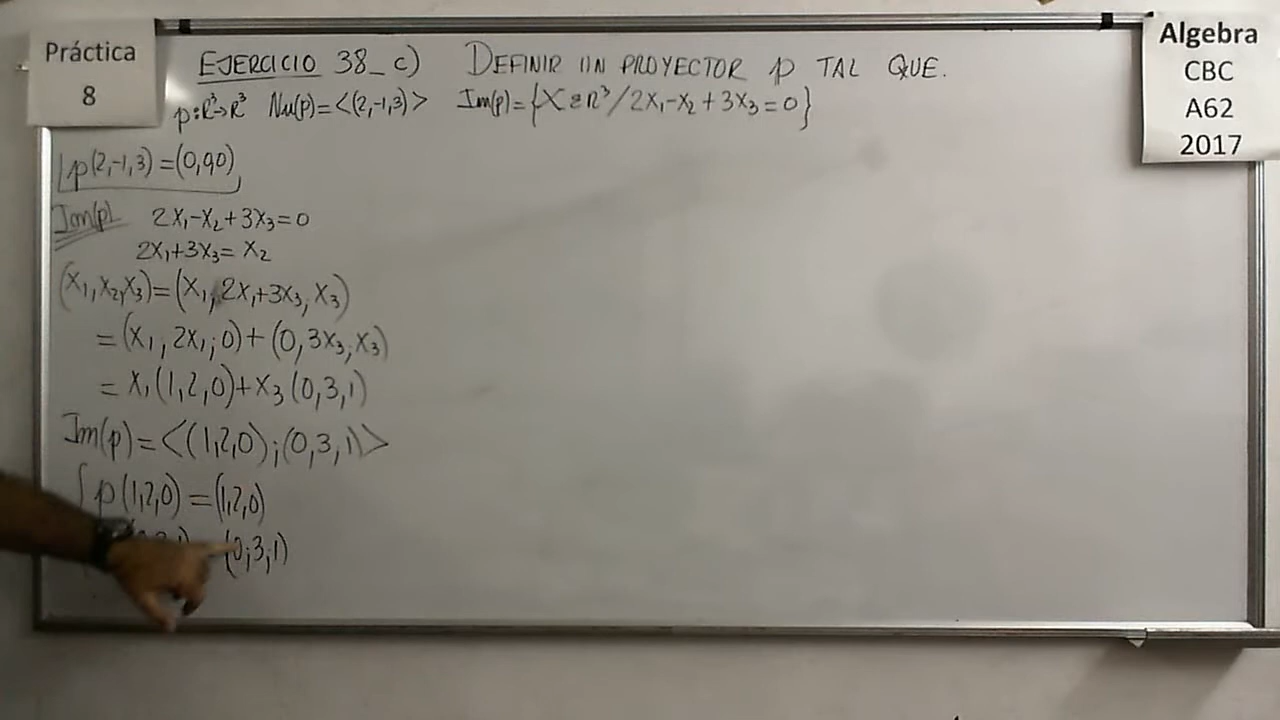 Práctica
8
EJERCICIO 38_c) DEFINIR UN PROYECTOR p TAL QUE.
p:R³→R³ Nu(p)=<(2,-1,3)> Im(p)={X∈R³/2X₁-X₂+3X₃=0}
Algebra
CBC
A62
2017
p(2,-1,3)=(0,0,0)
Im(p) 2X₁-X₂+3X₃=0
2X₁+3X₃=X₂
(X₁,X₂,X₃)=(X₁,2X₁+3X₃,X₃)
=(X₁,2X₁,0)+(0,3X₃,X₃)
=X₁(1,2,0)+X₃(0,3,1)
Im(p)=<(1,2,0);(0,3,1)>
p(1,2,0)=(1,2,0)
(0,3,1)